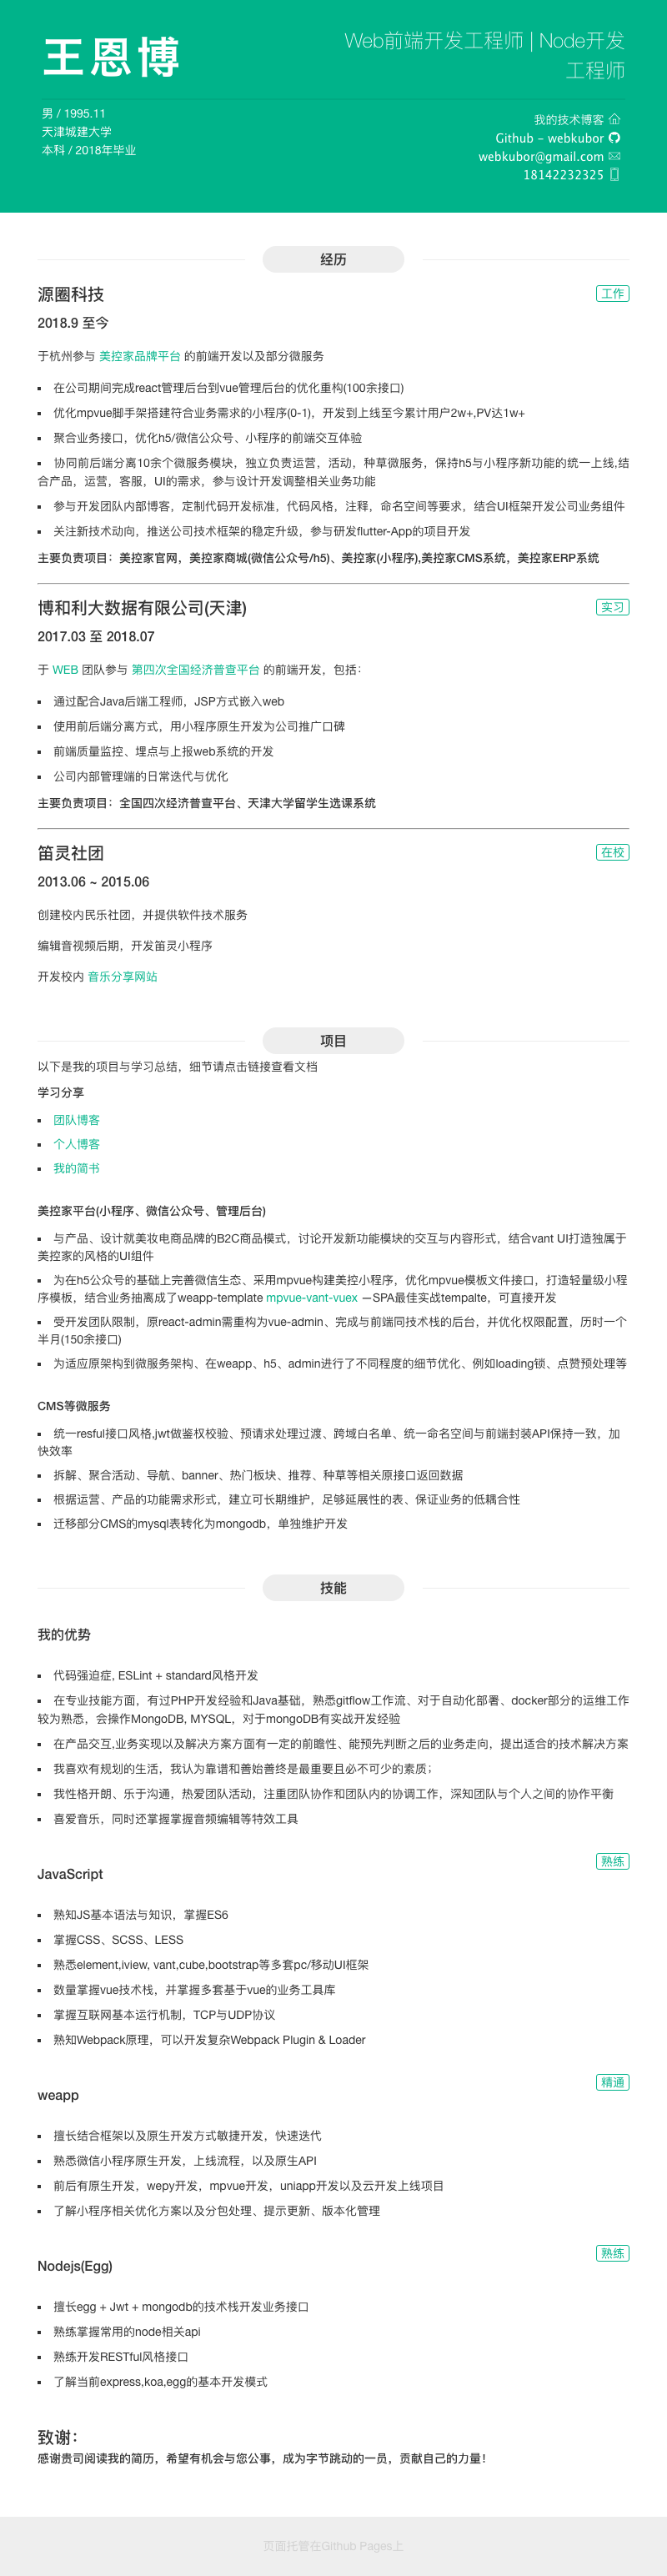 王恩博
Web前端开发工程师 | Node开发
工程师
男 / 1995.11
天津城建大学
本科 / 2018年毕业
我的技术博客
Github - webkubor
webkubor@gmail.com
18142232325
经历
源圈科技
工作
2018.9 至今
于杭州参与 美控家品牌平台 的前端开发以及部分微服务
▪ 在公司期间完成react管理后台到vue管理后台的优化重构(100余接口)
▪ 优化mpvue脚手架搭建符合业务需求的小程序(0-1)，开发到上线至今累计用户2w+,PV达1w+
▪ 聚合业务接口，优化h5/微信公众号、小程序的前端交互体验
▪ 协同前后端分离10余个微服务模块，独立负责运营，活动，种草微服务，保持h5与小程序新功能的统一上线,结
合产品，运营，客服，UI的需求，参与设计开发调整相关业务功能
▪ 参与开发团队内部博客，定制代码开发标准，代码风格，注释，命名空间等要求，结合UI框架开发公司业务组件
▪ 关注新技术动向，推送公司技术框架的稳定升级，参与研发flutter-App的项目开发
主要负责项目：美控家官网，美控家商城(微信公众号/h5)、美控家(小程序),美控家CMS系统，美控家ERP系统
博和利大数据有限公司(天津)
实习
2017.03 至 2018.07
于 WEB 团队参与 第四次全国经济普查平台 的前端开发，包括：
▪ 通过配合Java后端工程师，JSP方式嵌入web
▪ 使用前后端分离方式，用小程序原生开发为公司推广口碑
▪ 前端质量监控、埋点与上报web系统的开发
▪ 公司内部管理端的日常迭代与优化
主要负责项目：全国四次经济普查平台、天津大学留学生选课系统
笛灵社团
在校
2013.06 ~ 2015.06
创建校内民乐社团，并提供软件技术服务
编辑音视频后期，开发笛灵小程序
开发校内 音乐分享网站
项目
以下是我的项目与学习总结，细节请点击链接查看文档
学习分享
▪ 团队博客
▪ 个人博客
▪ 我的简书
美控家平台(小程序、微信公众号、管理后台)
▪ 与产品、设计就美妆电商品牌的B2C商品模式，讨论开发新功能模块的交互与内容形式，结合vant UI打造独属于
美控家的风格的UI组件
▪ 为在h5公众号的基础上完善微信生态、采用mpvue构建美控小程序，优化mpvue模板文件接口，打造轻量级小程
序模板，结合业务抽离成了weapp-template mpvue-vant-vuex —SPA最佳实战tempalte，可直接开发
▪ 受开发团队限制，原react-admin需重构为vue-admin、完成与前端同技术栈的后台，并优化权限配置，历时一个
半月(150余接口)
▪ 为适应原架构到微服务架构、在weapp、h5、admin进行了不同程度的细节优化、例如loading锁、点赞预处理等
CMS等微服务
▪ 统一resful接口风格,jwt做鉴权校验、预请求处理过渡、跨域白名单、统一命名空间与前端封装API保持一致，加
快效率
▪ 拆解、聚合活动、导航、banner、热门板块、推荐、种草等相关原接口返回数据
▪ 根据运营、产品的功能需求形式，建立可长期维护，足够延展性的表、保证业务的低耦合性
▪ 迁移部分CMS的mysql表转化为mongodb，单独维护开发
技能
我的优势
▪ 代码强迫症, ESLint + standard风格开发
▪ 在专业技能方面，有过PHP开发经验和Java基础，熟悉gitflow工作流、对于自动化部署、docker部分的运维工作
较为熟悉，会操作MongoDB, MYSQL，对于mongoDB有实战开发经验
▪ 在产品交互,业务实现以及解决方案方面有一定的前瞻性、能预先判断之后的业务走向，提出适合的技术解决方案
▪ 我喜欢有规划的生活，我认为靠谱和善始善终是最重要且必不可少的素质；
▪ 我性格开朗、乐于沟通，热爱团队活动，注重团队协作和团队内的协调工作，深知团队与个人之间的协作平衡
▪ 喜爱音乐，同时还掌握掌握音频编辑等特效工具
JavaScript
熟练
▪ 熟知JS基本语法与知识，掌握ES6
▪ 掌握CSS、SCSS、LESS
▪ 熟悉element,iview, vant,cube,bootstrap等多套pc/移动UI框架
▪ 数量掌握vue技术栈，并掌握多套基于vue的业务工具库
▪ 掌握互联网基本运行机制，TCP与UDP协议
▪ 熟知Webpack原理，可以开发复杂Webpack Plugin & Loader
weapp
精通
▪ 擅长结合框架以及原生开发方式敏捷开发，快速迭代
▪ 熟悉微信小程序原生开发，上线流程，以及原生API
▪ 前后有原生开发，wepy开发，mpvue开发，uniapp开发以及云开发上线项目
▪ 了解小程序相关优化方案以及分包处理、提示更新、版本化管理
Nodejs(Egg)
熟练
▪ 擅长egg + Jwt + mongodb的技术栈开发业务接口
▪ 熟练掌握常用的node相关api
▪ 熟练开发RESTful风格接口
▪ 了解当前express,koa,egg的基本开发模式
致谢：
感谢贵司阅读我的简历，希望有机会与您公事，成为字节跳动的一员，贡献自己的力量！
页面托管在Github Pages上